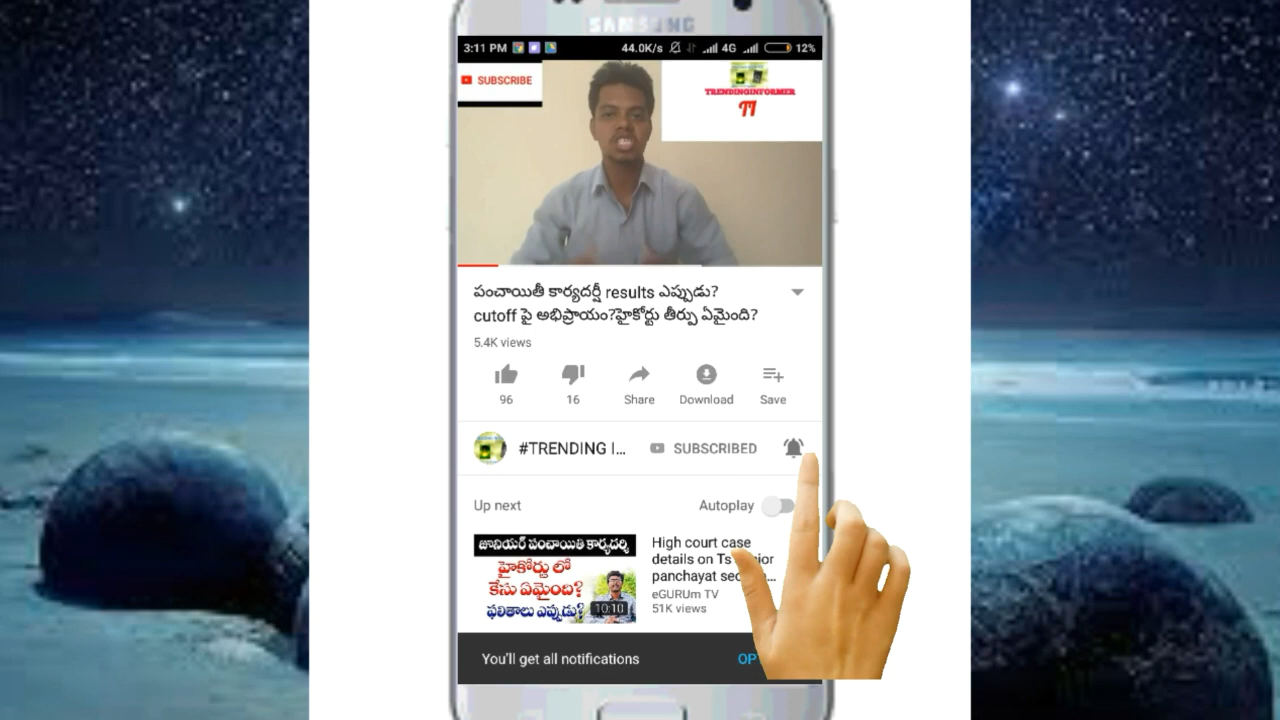 SAMSUNG
3:11 PM 44.0K/s 4G 12%
SUBSCRIBE
TRENDINGINFORMER
TI
పంచాయితీ కార్యదర్శీ results ఎప్పుడు?
cutoff పై అభిప్రాయం?హైకోర్టు తీర్పు ఏమైంది?
5.4K views
96 16 Share Download Save
#TRENDING I... SUBSCRIBED
Up next Autoplay
జూనియర్ పంచాయితి కార్యదర్శి
హైకోర్టు లో
కేసు ఏమైంది?
ఫలితాలు ఎప్పుడు?
10:10
High court case
details on Ts
panchayat sec
eGURUm TV
51K views
You'll get all notifications